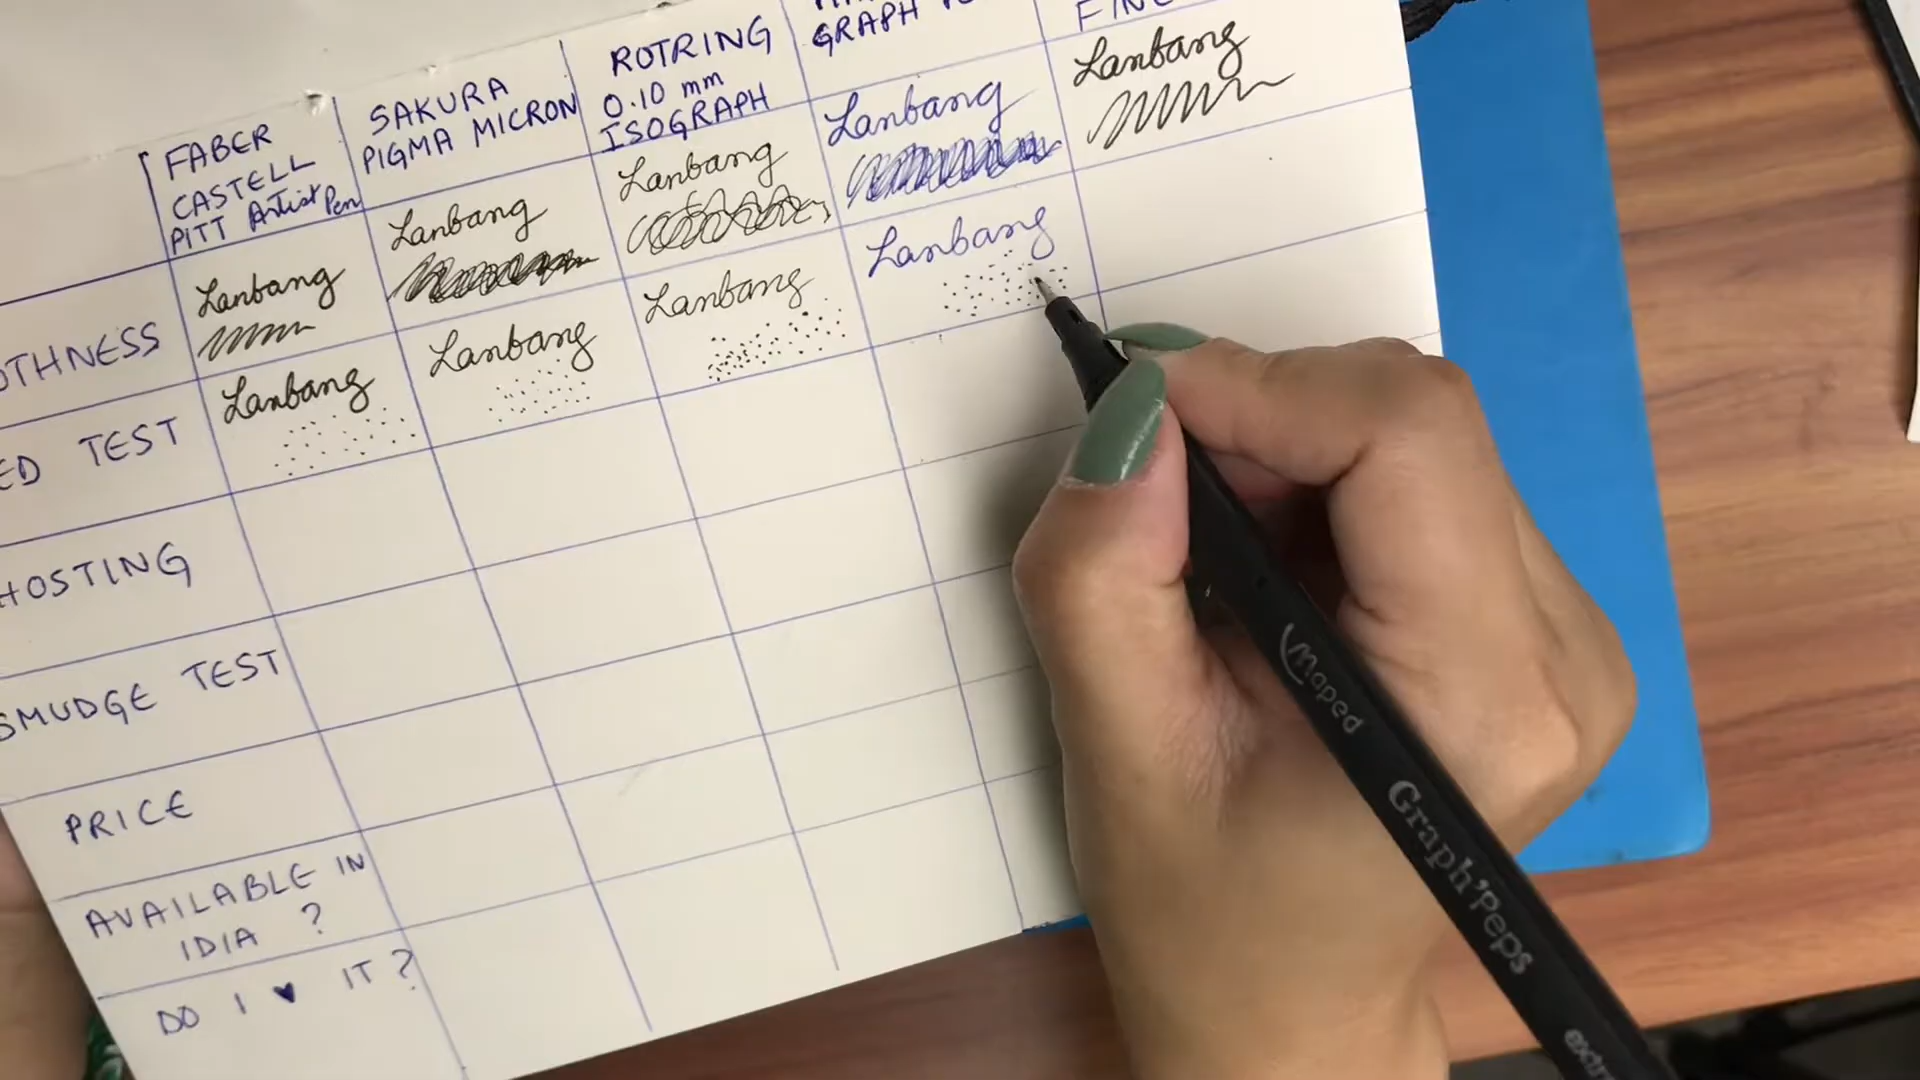 FABER
CASTELL
PITT Artist Pen
SAKURA
PIGMA MICRON
ROTRING
0.10 mm
ISOGRAPH
GRAPH
OTHNESS
Lanbang
Lanbang
Lanbang
Lanbang
Lanbang
ED TEST
Lanbang
Lanbang
Lanbang
Lanbang
HOSTING
SMUDGE TEST
PRICE
AVAILABLE IN
IDIA ?
DO I ♥ IT ?
Maped
Graph'Peps